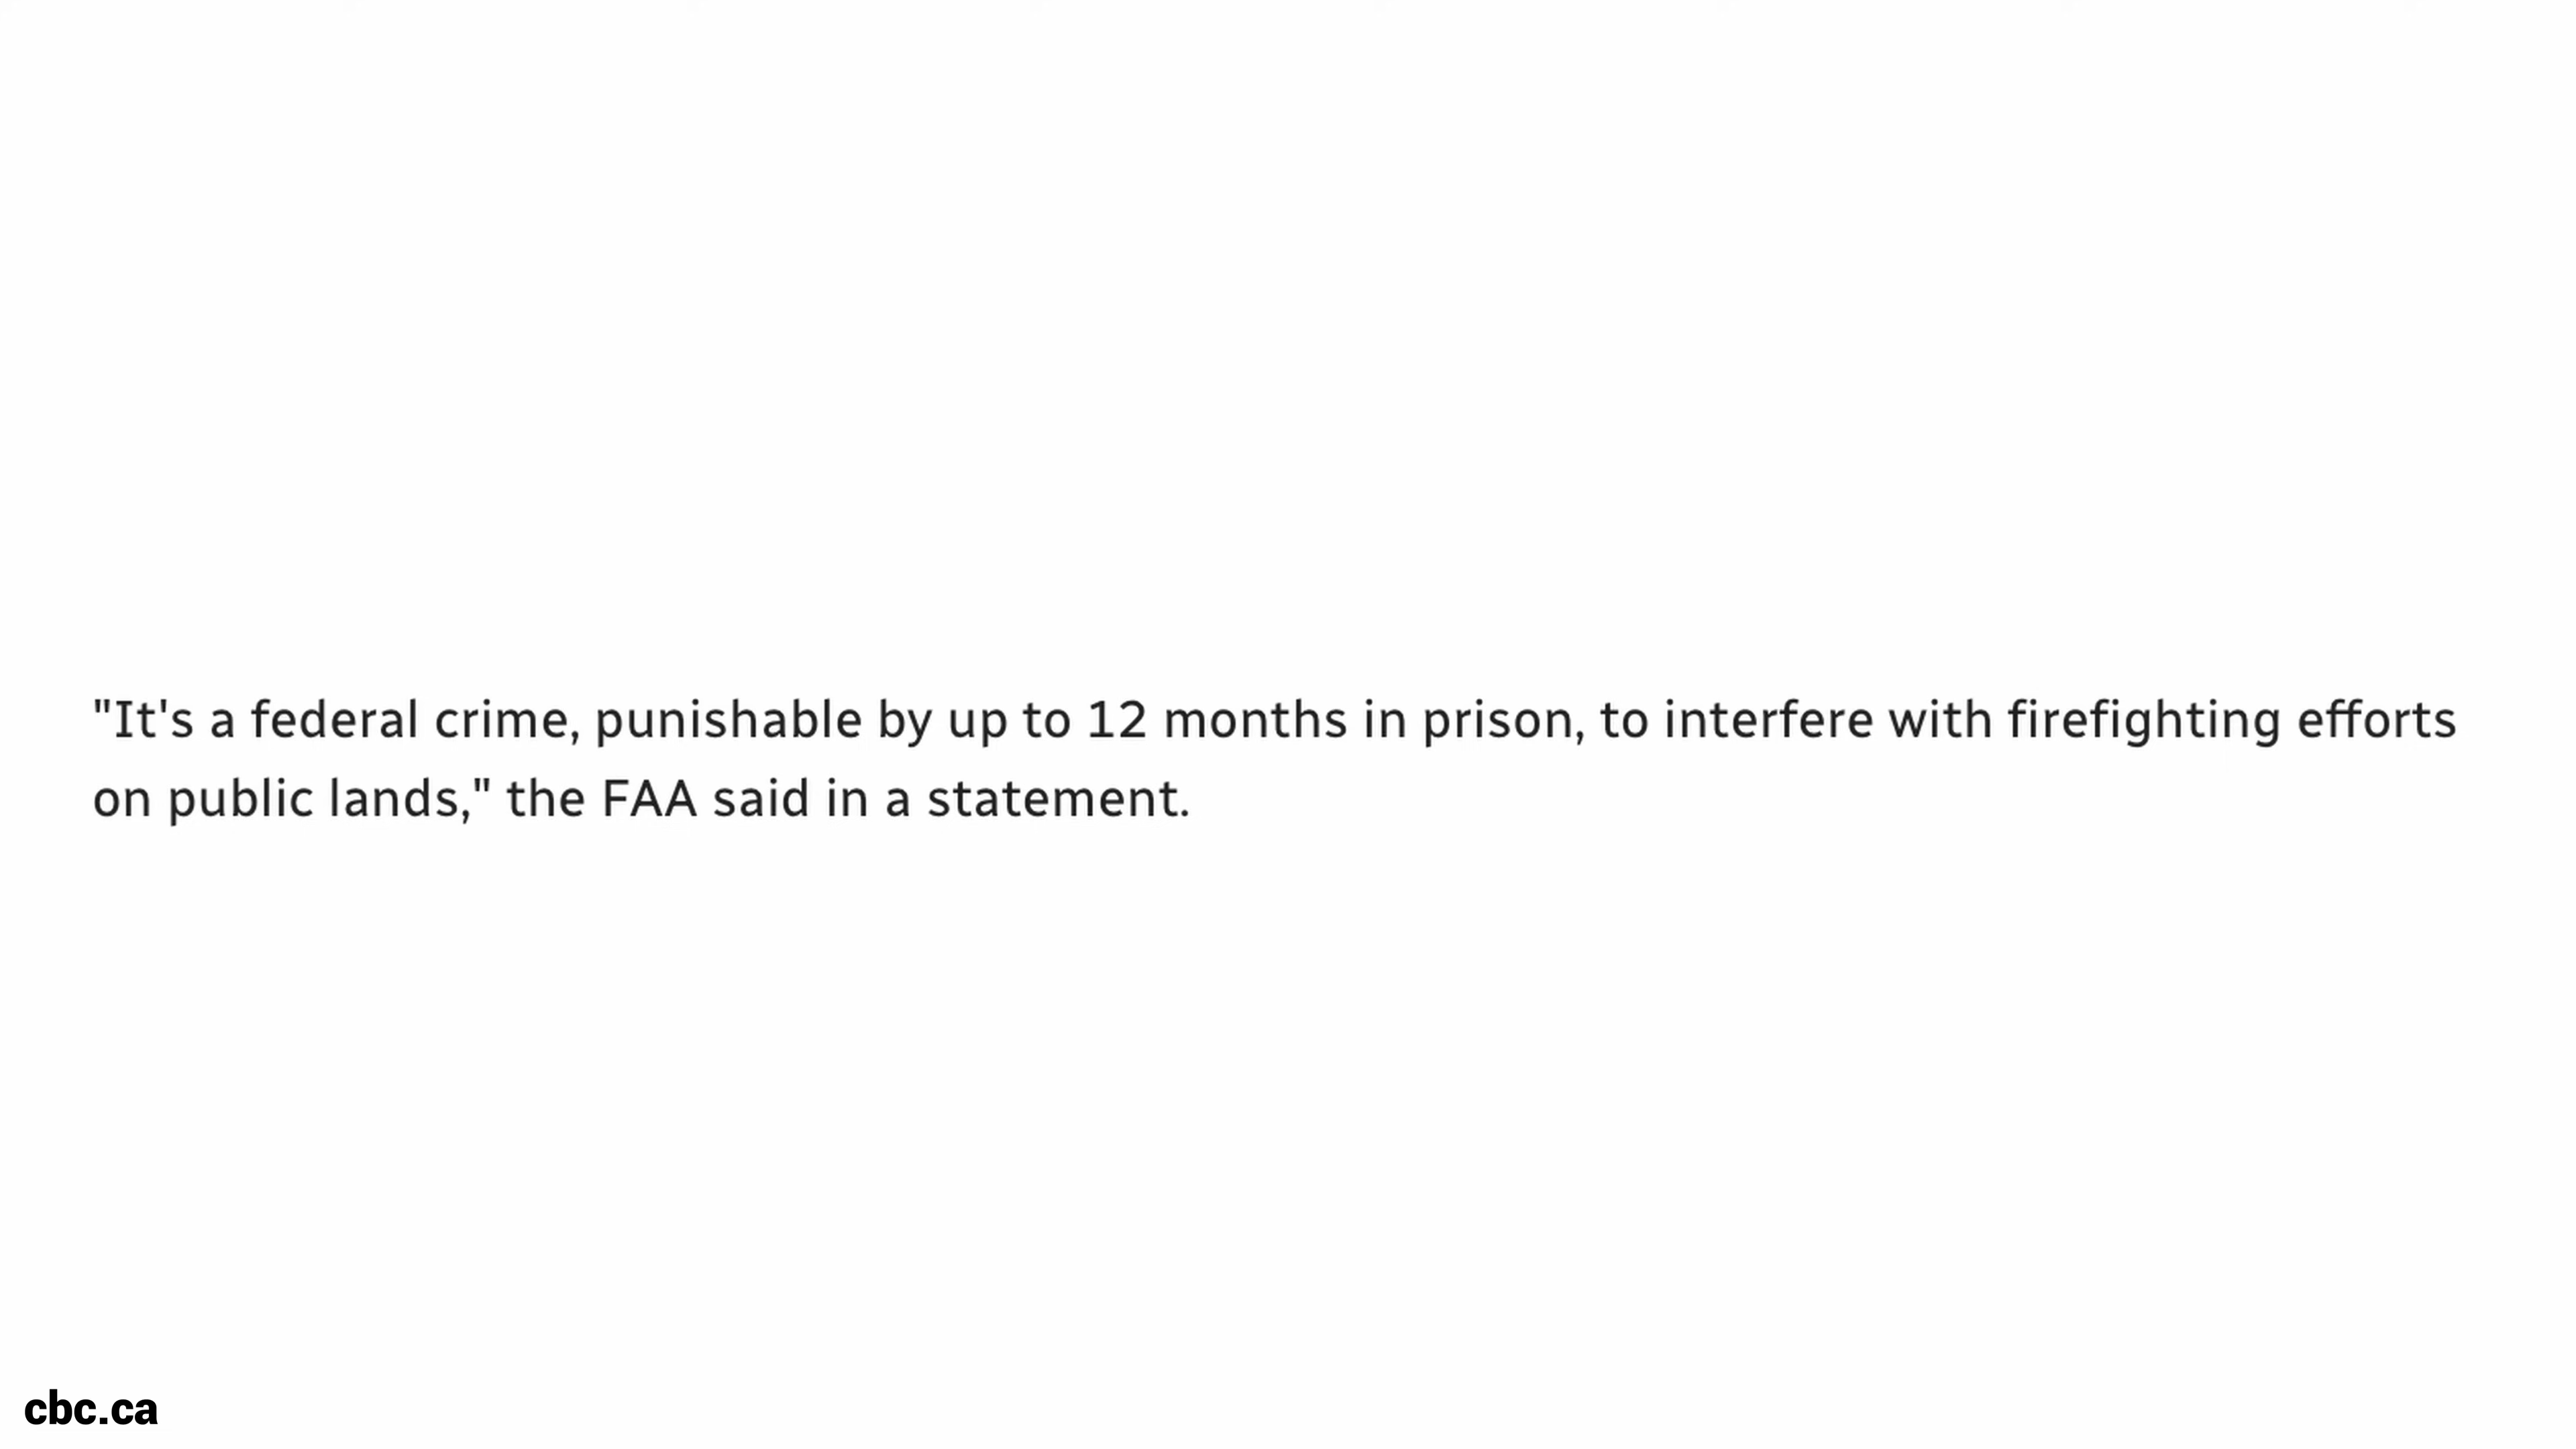 "It's a federal crime, punishable by up to 12 months in prison, to interfere with firefighting efforts
on public lands," the FAA said in a statement.
cbc.ca